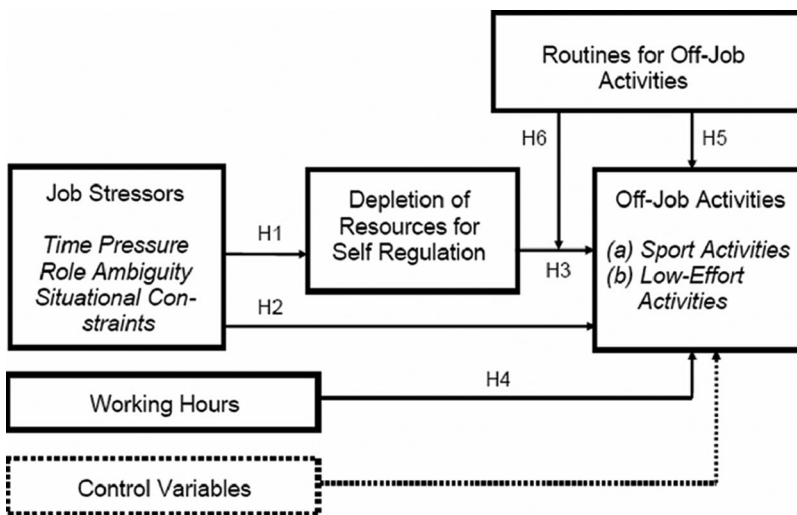 Routines for Off-Job
Activities
H6
H5
Job Stressors
Time Pressure
Role Ambiguity
Situational Con-
straints
H1
Depletion of
Resources for
Self Regulation
H3
Off-Job Activities
(a) Sport Activities
(b) Low-Effort
Activities
H2
Working Hours
H4
Control Variables